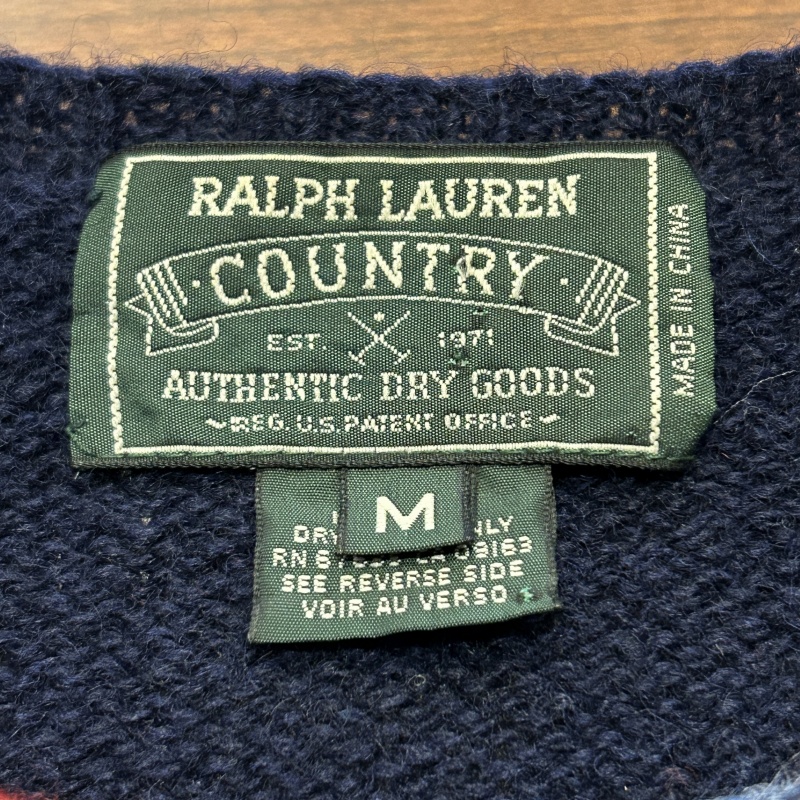 RALPH LAUREN
· COUNTRY ·
EST. 1971
AUTHENTIC DRY GOODS
~REG. U.S. PATENT OFFICE~
MADE IN CHINA
M
RN
SEE REVERSE SIDE
VOIR AU VERSO